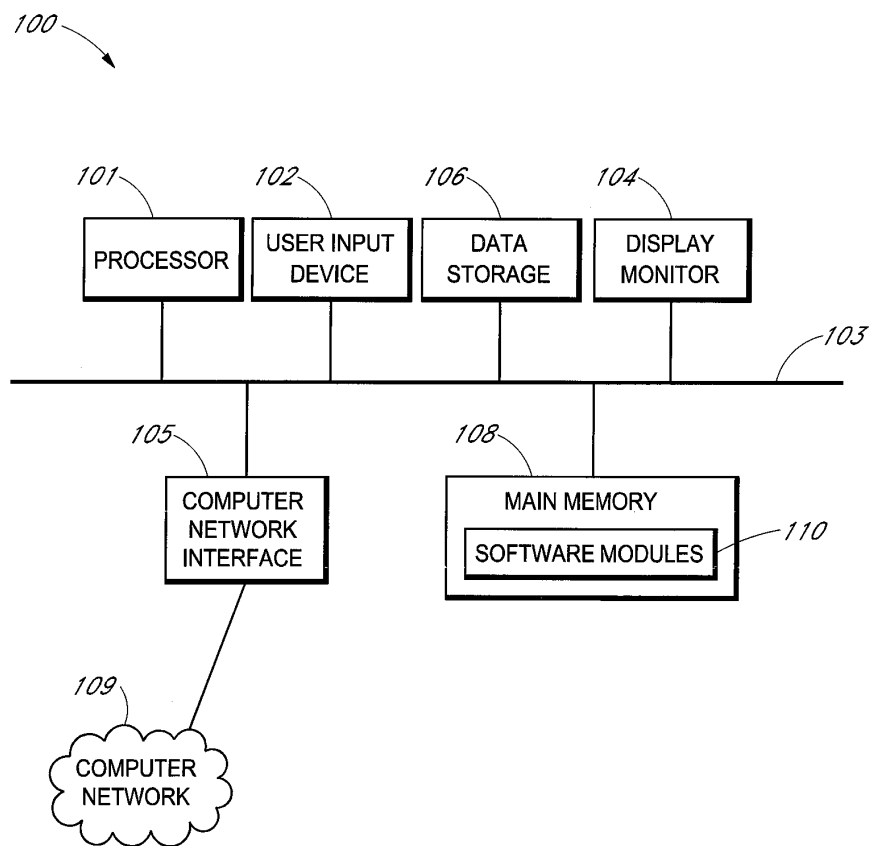 100
101
102
106
104
PROCESSOR
USER INPUT
DEVICE
DATA
STORAGE
DISPLAY
MONITOR
103
105
108
COMPUTER
NETWORK
INTERFACE
MAIN MEMORY
SOFTWARE MODULES
110
109
COMPUTER
NETWORK